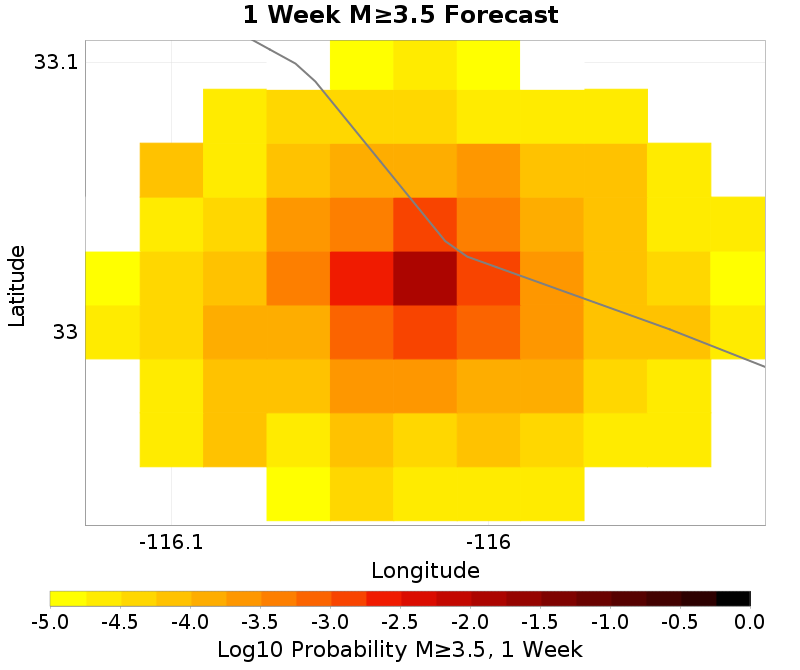 1 Week M≥3.5 Forecast
33.1
33
Latitude
-116.1 -116
Longitude
-5.0 -4.5 -4.0 -3.5 -3.0 -2.5 -2.0 -1.5 -1.0 -0.5 0.0
Log10 Probability M≥3.5, 1 Week